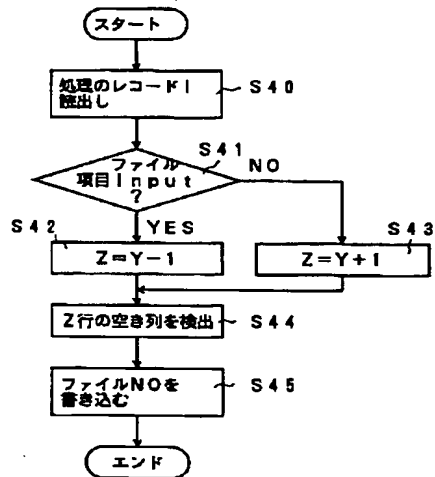 スタート
処理のレコードI
読出し
S40
ファイル
項目Input
?
S41
NO
YES
S42
Z=Y-1
S43
Z=Y+1
Z行の空き列を検出
S44
ファイルNOを
書き込む
S45
エンド